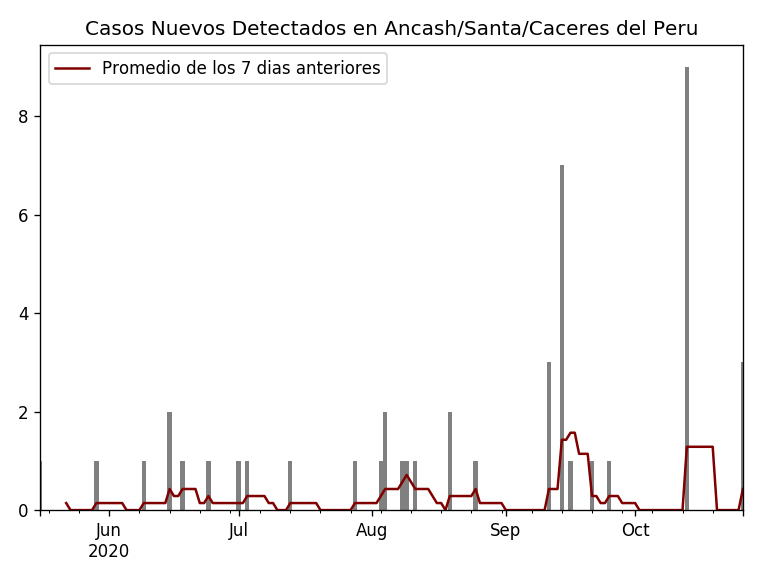 Casos Nuevos Detectados en Ancash/Santa/Caceres del Peru
Promedio de los 7 dias anteriores
8
6
4
2
0
Jun
2020
Jul
Aug
Sep
Oct